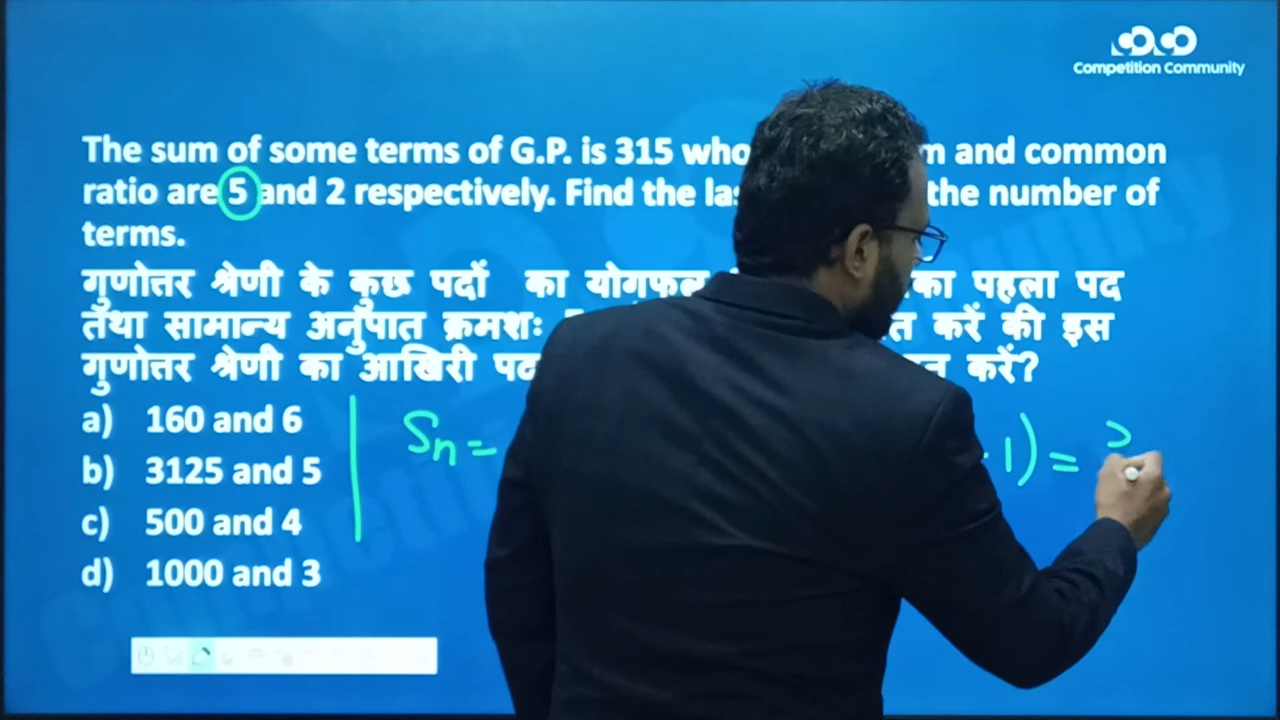 Competition Community
The sum of some terms of G.P. is 315 and common
ratio are 5 and 2 respectively. Find the the number of
terms.
गुणोत्तर श्रेणी के कुछ पदों का योगफल पहला पद
तथा सामान्य अनुपात क्रमशः करें की इस
गुणोत्तर श्रेणी का आखिरी करें?
a) 160 and 6
b) 3125 and 5
c) 500 and 4
d) 1000 and 3
Sn = 1) =